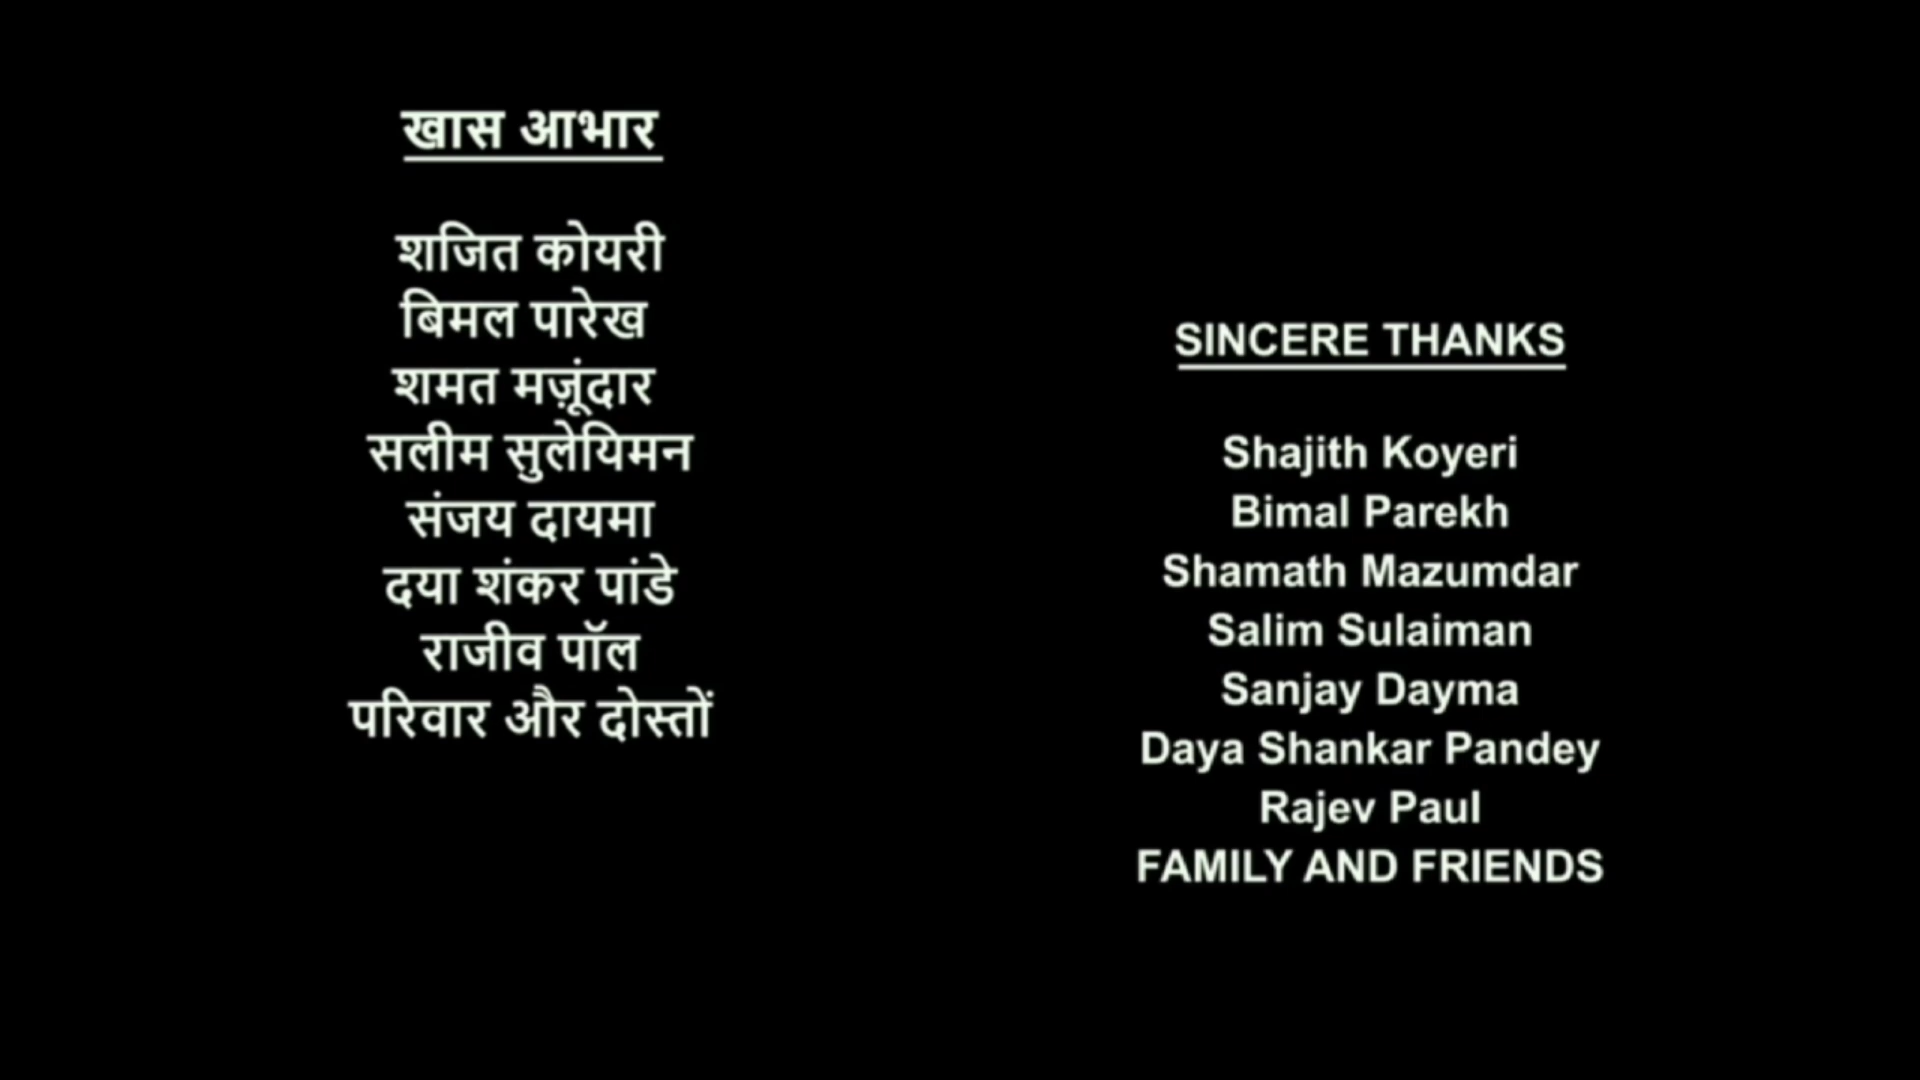 खास आभार
शजित कोयरी
बिमल पारेख
शमत मज़ूंदार
सलीम सुलेयिमन
संजय दायमा
दया शंकर पांडे
राजीव पॉल
परिवार और दोस्तों
SINCERE THANKS
Shajith Koyeri
Bimal Parekh
Shamath Mazumdar
Salim Sulaiman
Sanjay Dayma
Daya Shankar Pandey
Rajev Paul
FAMILY AND FRIENDS